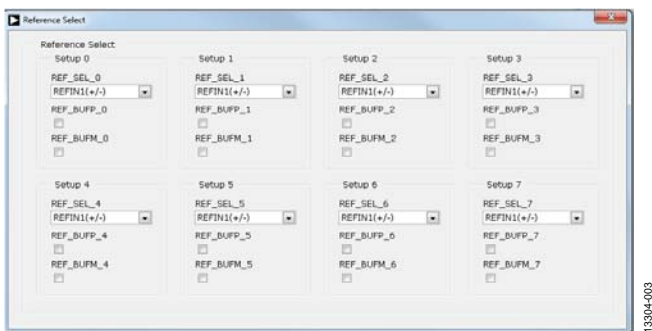 Reference Select
Reference Select
Setup 0 Setup 1 Setup 2 Setup 3
REF_SEL_0 REF_SEL_1 REF_SEL_2 REF_SEL_3
REFIN1(+/-) REFIN1(+/-) REFIN1(+/-) REFIN1(+/-)
REF_BUFP_0 REF_BUFP_1 REF_BUFP_2 REF_BUFP_3
REF_BUFM_0 REF_BUFM_1 REF_BUFM_2 REF_BUFM_3
Setup 4 Setup 5 Setup 6 Setup 7
REF_SEL_4 REF_SEL_5 REF_SEL_6 REF_SEL_7
REFIN1(+/-) REFIN1(+/-) REFIN1(+/-) REFIN1(+/-)
REF_BUFP_4 REF_BUFP_5 REF_BUFP_6 REF_BUFP_7
REF_BUFM_4 REF_BUFM_5 REF_BUFM_6 REF_BUFM_7
13304-003